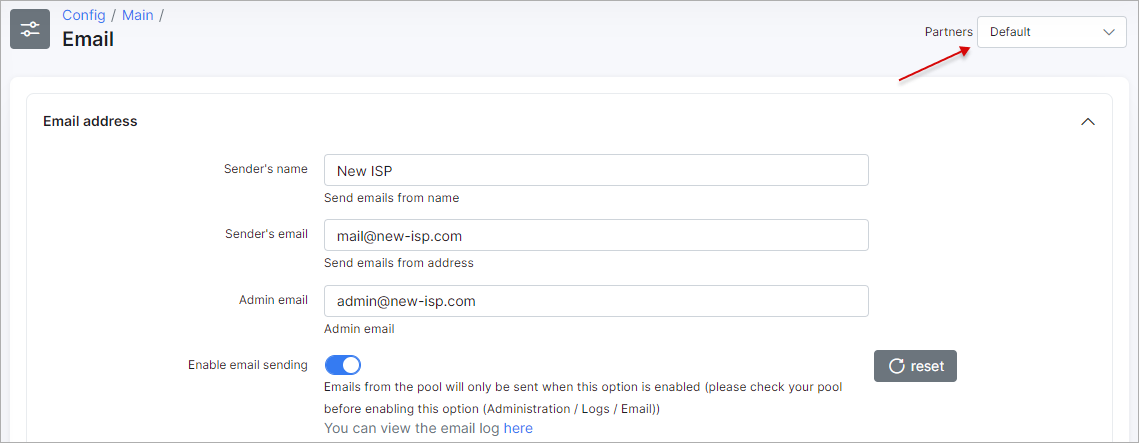 Config / Main /
Email
Partners Default
Email address
Sender's name New ISP
Send emails from name
Sender's email mail@new-isp.com
Send emails from address
Admin email admin@new-isp.com
Admin email
Enable email sending reset
Emails from the pool will only be sent when this option is enabled (please check your pool
before enabling this option (Administration / Logs / Email))
You can view the email log here